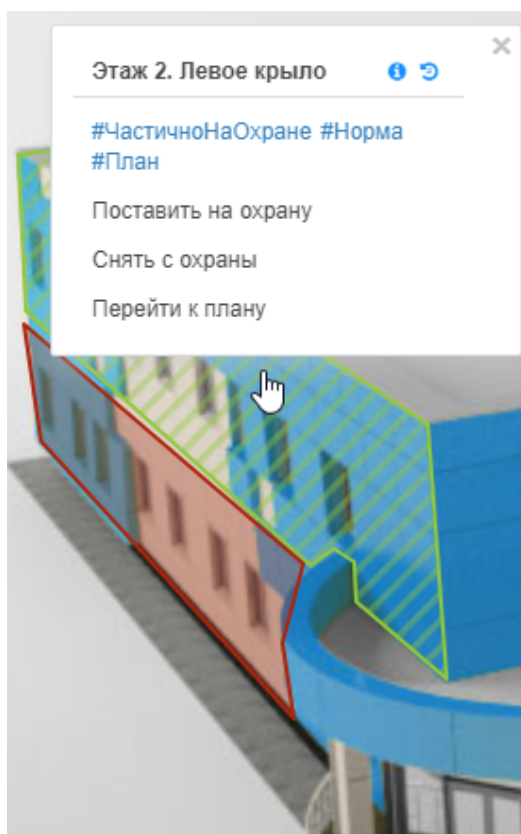 Этаж 2. Левое крыло
#ЧастичноНаОхране #Норма
#План
Поставить на охрану
Снять с охраны
Перейти к плану